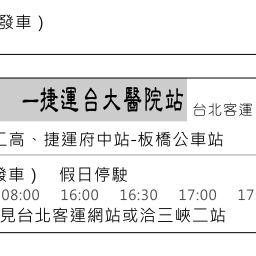 發車）
一捷運台大醫院站 台北客運
工高、捷運府中站-板橋公車站
發車） 假日停駛
08:00 16:00 16:30 17:00 17
見台北客運網站或洽三峽二站